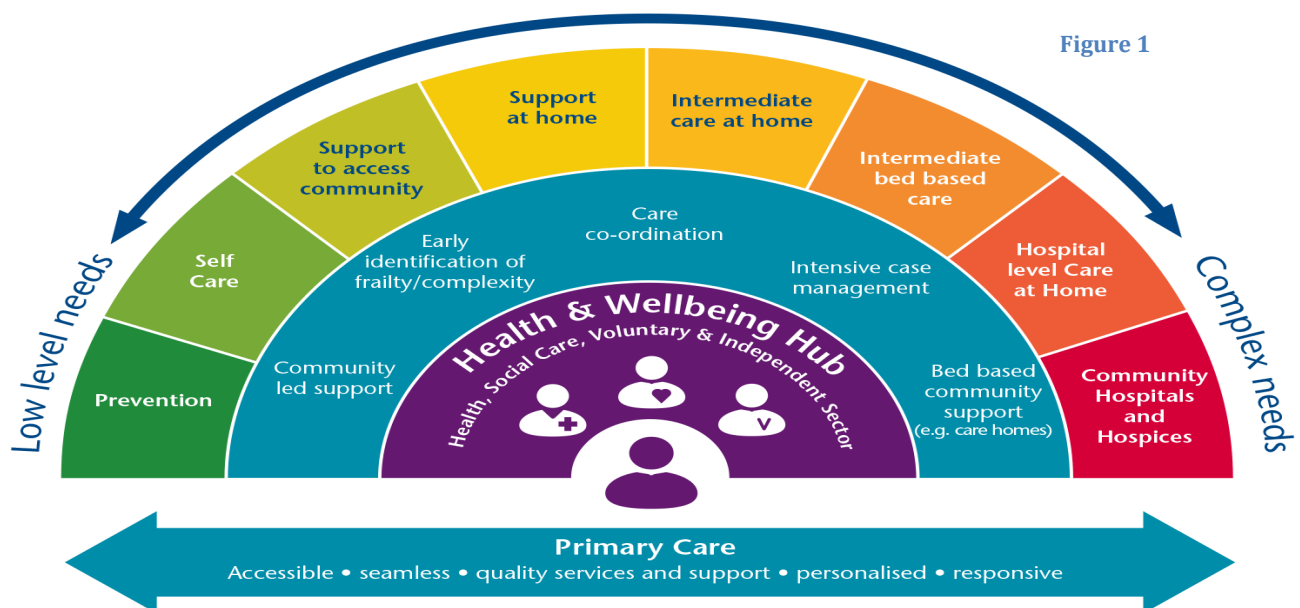 Figure 1
Low level needs
Complex needs
Prevention
Self
Care
Support
to access
community
Support
at home
Intermediate
care at home
Intermediate
bed based
care
Hospital
level Care
at Home
Community
Hospitals
and
Hospices
Community
led support
Early
identification of
frailty/complexity
Care
co-ordination
Intensive case
management
Bed based
community
support
(e.g. care homes)
Health & Wellbeing Hub
Health, Social Care, Voluntary & Independent Sector
V
Primary Care
Accessible • seamless • quality services and support • personalised • responsive